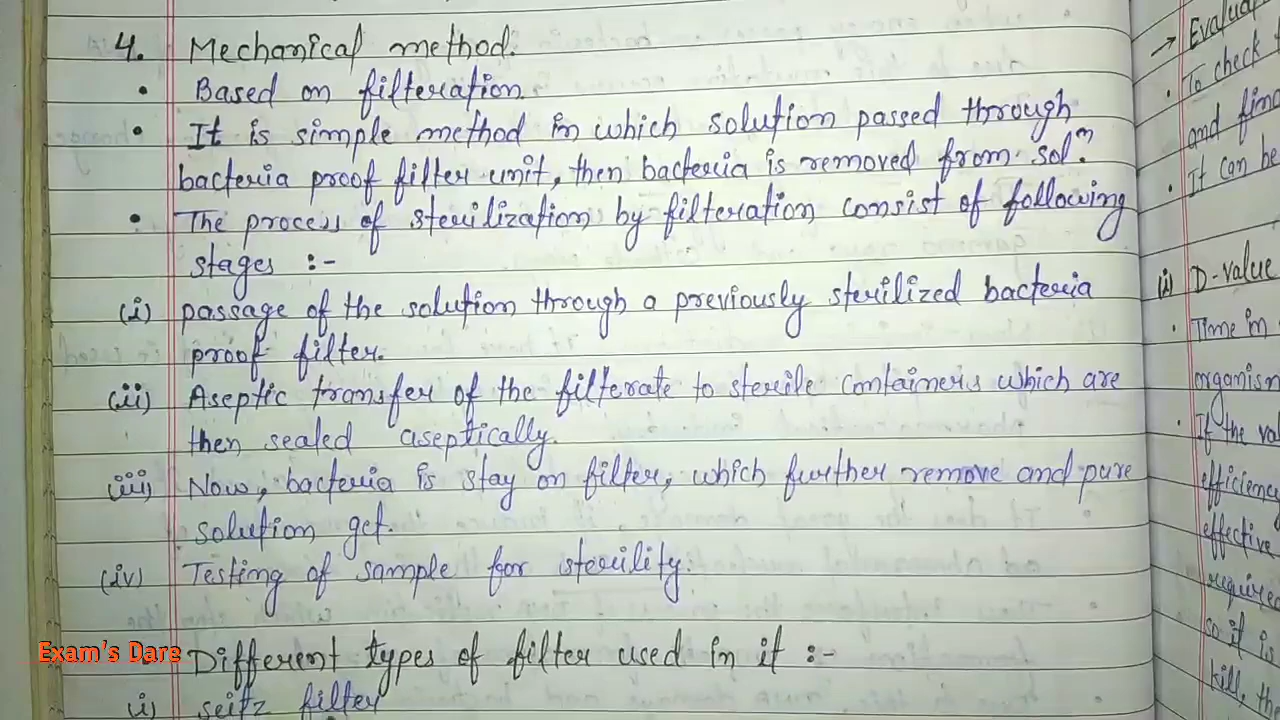 4. Mechanical method.
• Based on filteration.
• It is simple method in which solution passed through
bacteria proof filter unit, then bacteria is removed from solⁿ.
• The process of sterilization by filteration consist of following
stages :-
(i) passage of the solution through a previously sterilized bacteria
proof filter.
(ii) Aseptic transfer of the filterate to sterile containers which are
then sealed aseptically.
(iii) Now, bacteria is stay on filter, which further remove and pure
solution get.
(iv) Testing of sample for sterility.
Exam's Dare
Different types of filter used in it :-
(i) seitz filter
→ Evaluat
• To check
and find
• It can be
(i) D-value
• Time in
organism
• If the va
efficiency
effective
required
so it is
kill, the